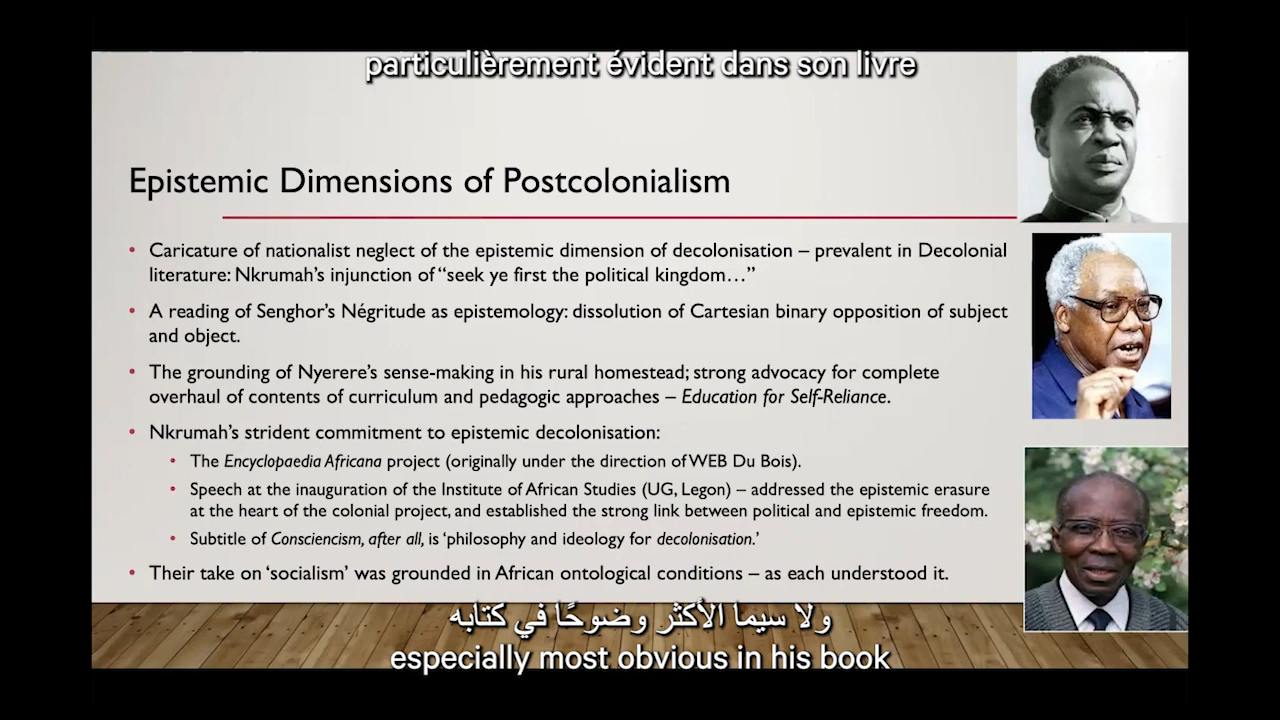 particulièrement évident dans son livre
Epistemic Dimensions of Postcolonialism
• Caricature of nationalist neglect of the epistemic dimension of decolonisation – prevalent in Decolonial
literature: Nkrumah’s injunction of “seek ye first the political kingdom…”
• A reading of Senghor’s Négritude as epistemology: dissolution of Cartesian binary opposition of subject
and object.
• The grounding of Nyerere’s sense-making in his rural homestead; strong advocacy for complete
overhaul of contents of curriculum and pedagogic approaches – Education for Self-Reliance.
• Nkrumah’s strident commitment to epistemic decolonisation:
• The Encyclopaedia Africana project (originally under the direction of WEB Du Bois).
• Speech at the inauguration of the Institute of African Studies (UG, Legon) – addressed the epistemic erasure
at the heart of the colonial project, and established the strong link between political and epistemic freedom.
• Subtitle of Consciencism, after all, is ‘philosophy and ideology for decolonisation.’
• Their take on ‘socialism’ was grounded in African ontological conditions – as each understood it.
ولا سيما الأكثر وضوحًا في كتابه
especially most obvious in his book